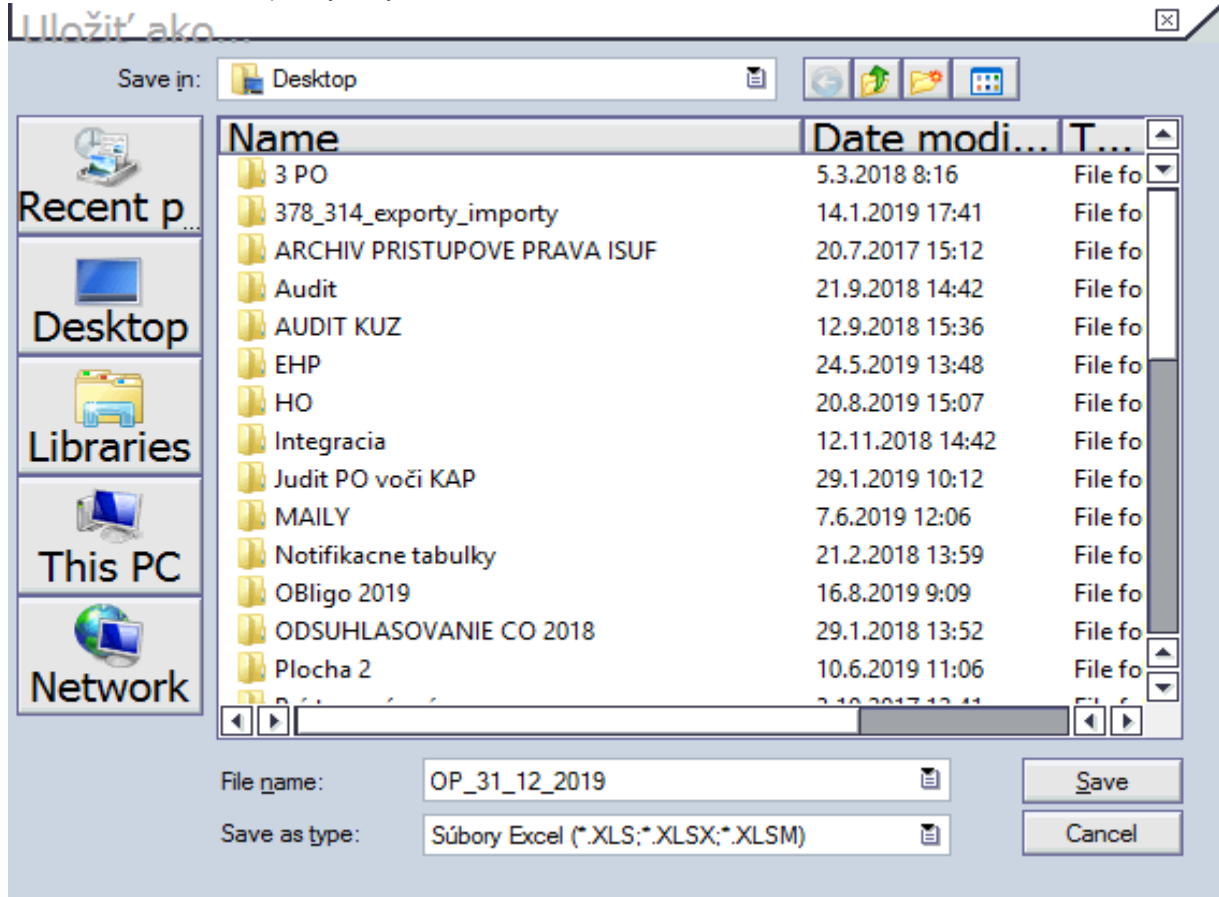 Uložiť ako...
Save in: Desktop
Recent p...
Desktop
Libraries
This PC
Network
Name Date modi... T...
3 PO 5.3.2018 8:16 File fo
378_314_exporty_importy 14.1.2019 17:41 File fo
ARCHIV PRISTUPOVE PRAVA ISUF 20.7.2017 15:12 File fo
Audit 21.9.2018 14:42 File fo
AUDIT KUZ 12.9.2018 15:36 File fo
EHP 24.5.2019 13:48 File fo
HO 20.8.2019 15:07 File fo
Integracia 12.11.2018 14:42 File fo
Judit PO voči KAP 29.1.2019 10:12 File fo
MAILY 7.6.2019 12:06 File fo
Notifikacne tabulky 21.2.2018 13:59 File fo
OBligo 2019 16.8.2019 9:09 File fo
ODSUHLASOVANIE CO 2018 29.1.2018 13:52 File fo
Plocha 2 10.6.2019 11:06 File fo
File name: OP_31_12_2019 Save
Save as type: Súbory Excel (*.XLS;*.XLSX;*.XLSM) Cancel